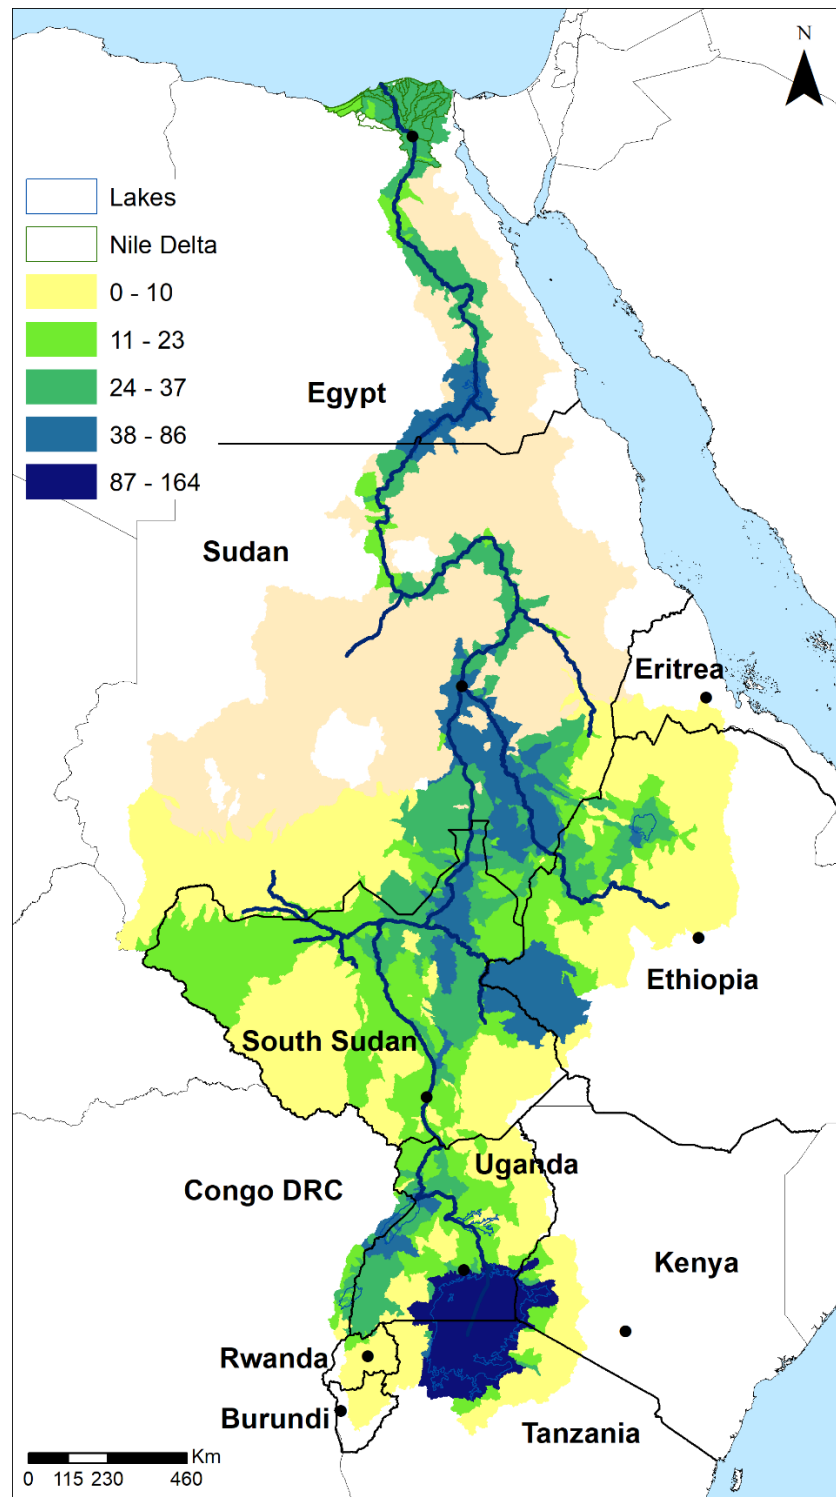 N
Lakes
Nile Delta
0 - 10
11 - 23
24 - 37
38 - 86
87 - 164
Egypt
Sudan
Eritrea
Ethiopia
South Sudan
Uganda
Congo DRC
Kenya
Rwanda
Burundi
Tanzania
Km
0 115 230 460